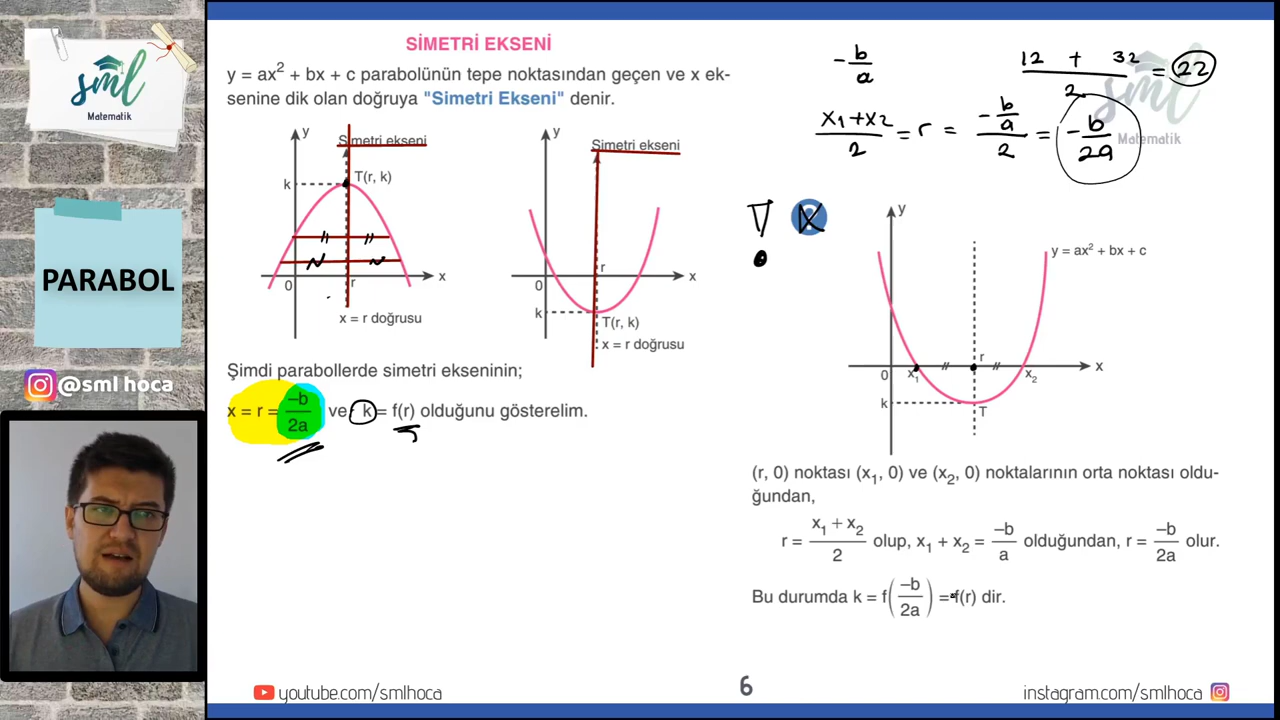 sml
Matematik
PARABOL
@sml hoca
SİMETRİ EKSENİ
y = ax² + bx + c parabolünün tepe noktasından geçen ve x ek-
senine dik olan doğruya "Simetri Ekseni" denir.
y
Simetri ekseni
k
T(r, k)
0
r
x
x = r doğrusu
y
Simetri ekseni
r
0
x
k
T(r, k)
x = r doğrusu
Şimdi parabollerde simetri ekseninin;
x = r = −b/2a ve k = f(r) olduğunu gösterelim.
-b/a
(12 + 32)/2 = 22
(x₁+x₂)/2 = r = (-b/a)/2 = -b/2a
sml
Matematik
y
y = ax² + bx + c
r
0
x₁
x₂
x
k
T
(r, 0) noktası (x₁, 0) ve (x₂, 0) noktalarının orta noktası oldu-
ğundan,
r = (x₁ + x₂)/2 olup, x₁ + x₂ = −b/a olduğundan, r = −b/2a olur.
Bu durumda k = f(−b/2a) = f(r) dir.
youtube.com/smlhoca
6
instagram.com/smlhoca